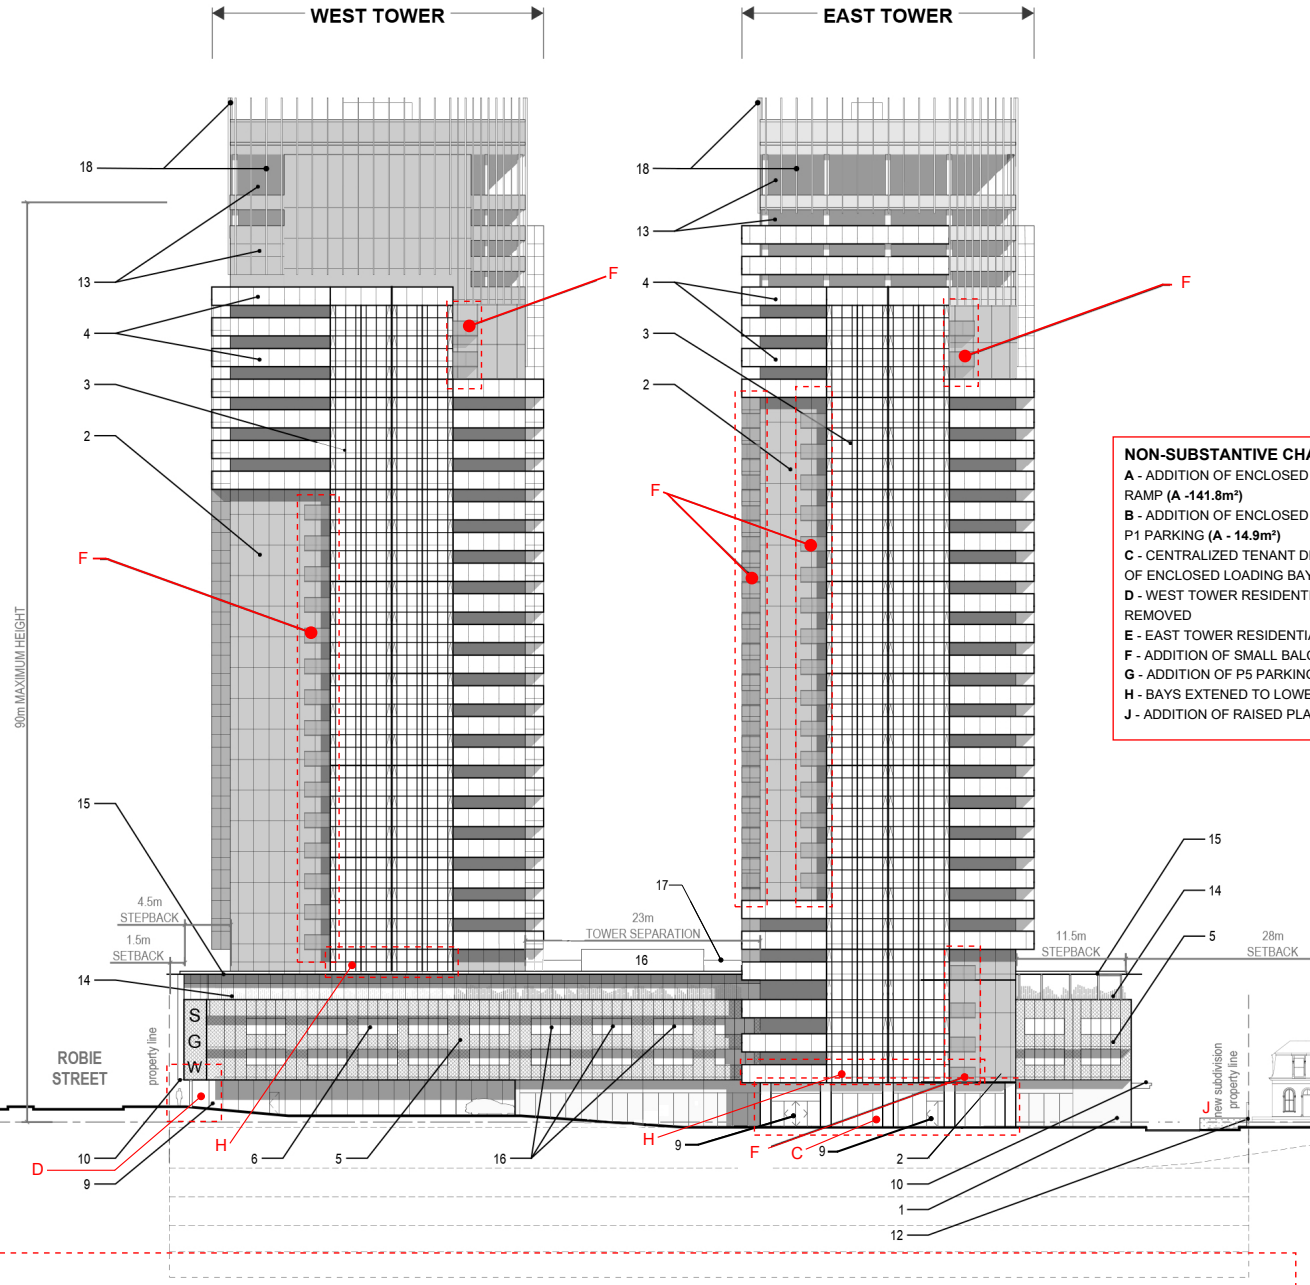 WEST TOWER
EAST TOWER
18
18
13
13
F
F
4
4
3
3
2
2
F
F
NON-SUBSTANTIVE CHA
A - ADDITION OF ENCLOSED
RAMP (A -141.8m²)
B - ADDITION OF ENCLOSED
P1 PARKING (A - 14.9m²)
C - CENTRALIZED TENANT D
OF ENCLOSED LOADING BAY
D - WEST TOWER RESIDENTI
REMOVED
E - EAST TOWER RESIDENTIA
F - ADDITION OF SMALL BALC
G - ADDITION OF P5 PARKING
H - BAYS EXTENED TO LOWE
J - ADDITION OF RAISED PLA
90m MAXIMUM HEIGHT
15
15
4.5m
STEPBACK
1.5m
SETBACK
17
14
23m
TOWER SEPARATION
16
11.5m
STEPBACK
5
28m
SETBACK
14
S
G
W
ROBIE
STREET
property line
new subdivision
property line
J
10
D
9
H
6
5
16
H
9
F
C
9
2
10
1
12